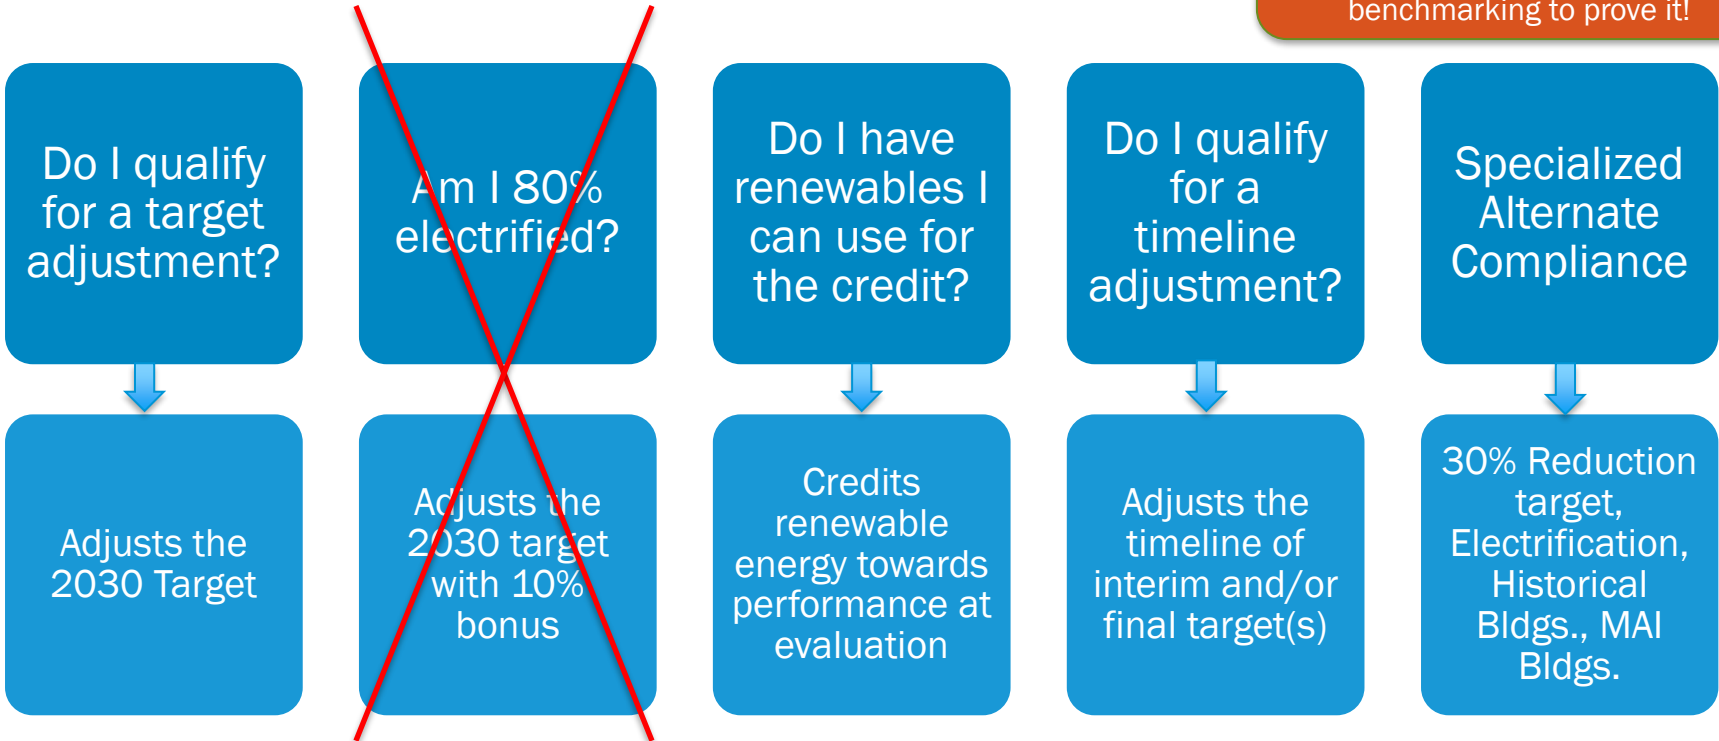 benchmarking to prove it!
Do I qualify
for a target
adjustment?
Am I 80%
electrified?
Do I have
renewables I
can use for
the credit?
Do I qualify
for a
timeline
adjustment?
Specialized
Alternate
Compliance
Adjusts the
2030 Target
Adjusts the
2030 target
with 10%
bonus
Credits
renewable
energy towards
performance at
evaluation
Adjusts the
timeline of
interim and/or
final target(s)
30% Reduction
target,
Electrification,
Historical
Bldgs., MAI
Bldgs.